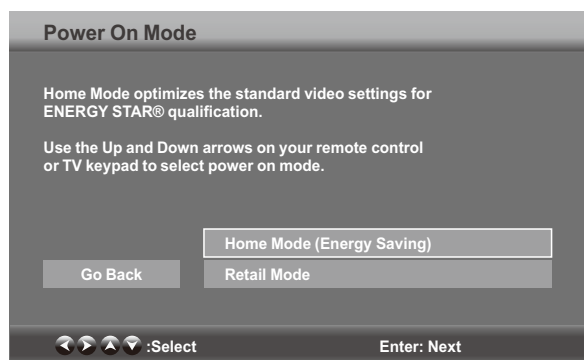 Power On Mode
Home Mode optimizes the standard video settings for
ENERGY STAR® qualification.
Use the Up and Down arrows on your remote control
or TV keypad to select power on mode.
Home Mode (Energy Saving)
Go Back
Retail Mode
:Select
Enter: Next